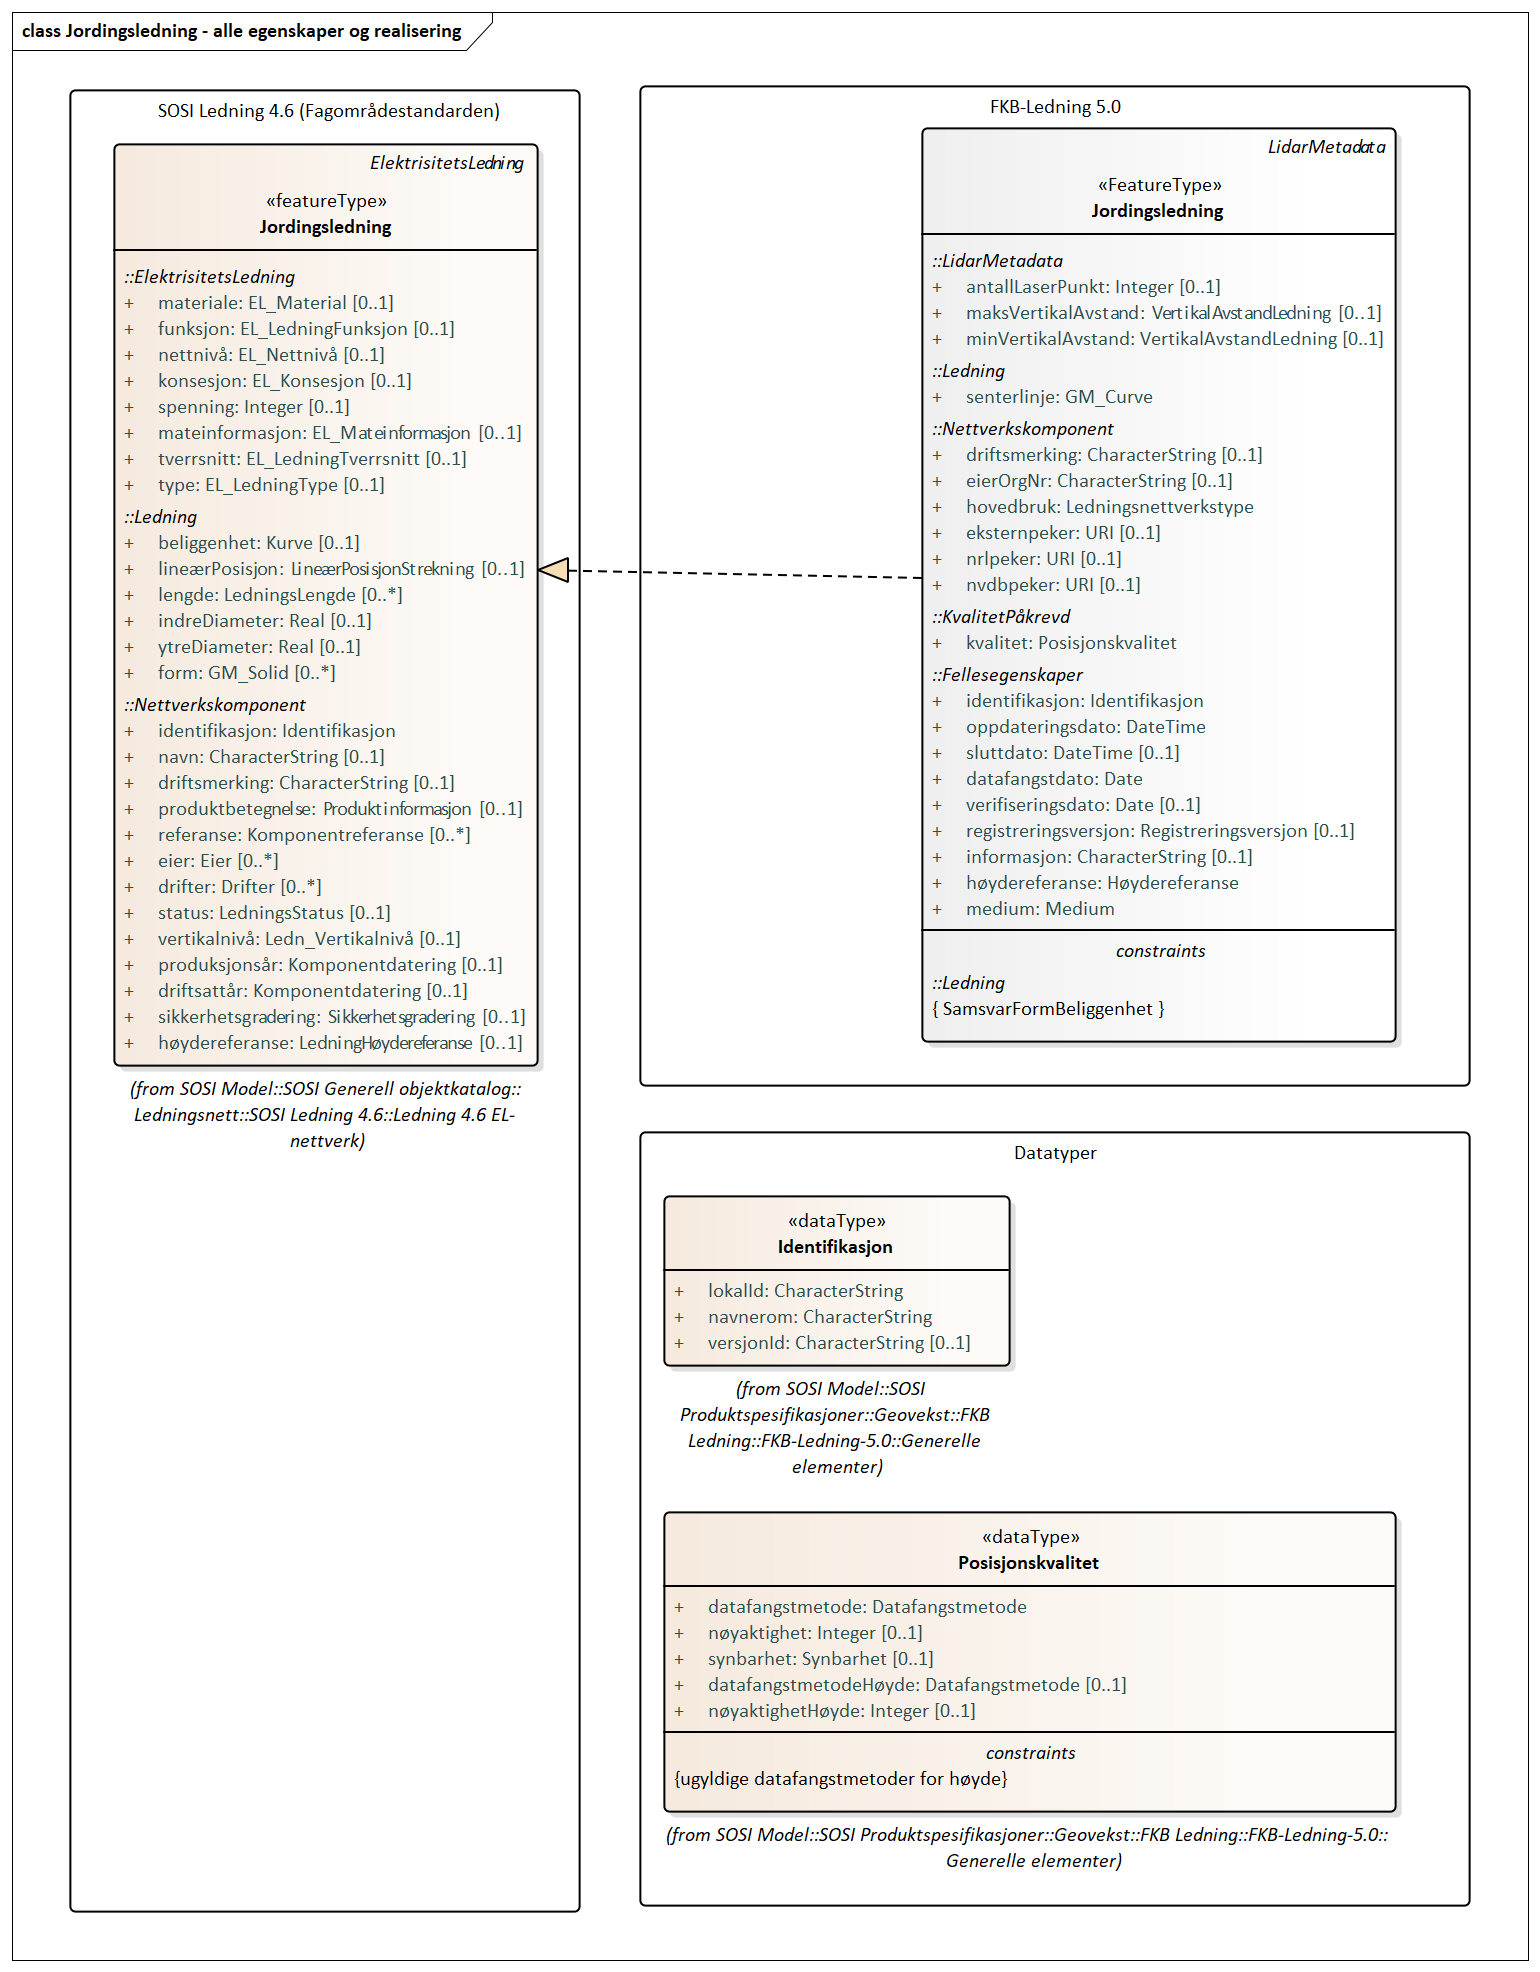 class Jordingsledning - alle egenskaper og realisering
SOSI Ledning 4.6 (Fagområdestandarden)
ElektrisitetsLedning
«featureType»
Jordingsledning
::ElektrisitetsLedning
+ materiale: EL_Material [0..1]
+ funksjon: EL_LedningFunksjon [0..1]
+ nettnivå: EL_Nettnivå [0..1]
+ konsesjon: EL_Konsesjon [0..1]
+ spenning: Integer [0..1]
+ mateinformasjon: EL_Mateinformasjon [0..1]
+ tverrsnitt: EL_LedningTverrsnitt [0..1]
+ type: EL_LedningType [0..1]
::Ledning
+ beliggenhet: Kurve [0..1]
+ lineærPosisjon: LineærPosisjonStrekning [0..1]
+ lengde: LedningsLengde [0..*]
+ indreDiameter: Real [0..1]
+ ytreDiameter: Real [0..1]
+ form: GM_Solid [0..*]
::Nettverkskomponent
+ identifikasjon: Identifikasjon
+ navn: CharacterString [0..1]
+ driftsmerking: CharacterString [0..1]
+ produktbetegnelse: Produktinformasjon [0..1]
+ referanse: Komponentreferanse [0..*]
+ eier: Eier [0..*]
+ drifter: Drifter [0..*]
+ status: LedningsStatus [0..1]
+ vertikalnivå: Ledn_Vertikalnivå [0..1]
+ produksjonsår: Komponentdatering [0..1]
+ driftsattår: Komponentdatering [0..1]
+ sikkerhetsgradering: Sikkerhetsgradering [0..1]
+ høydereferanse: LedningHøydereferanse [0..1]
(from SOSI Model::SOSI Generell objektkatalog::
Ledningsnett::SOSI Ledning 4.6::Ledning 4.6 EL-
nettverk)
FKB-Ledning 5.0
LidarMetadata
«FeatureType»
Jordingsledning
::LidarMetadata
+ antallLaserPunkt: Integer [0..1]
+ maksVertikalAvstand: VertikalAvstandLedning [0..1]
+ minVertikalAvstand: VertikalAvstandLedning [0..1]
::Ledning
+ senterlinje: GM_Curve
::Nettverkskomponent
+ driftsmerking: CharacterString [0..1]
+ eierOrgNr: CharacterString [0..1]
+ hovedbruk: Ledningsnettverkstype
+ eksternpeker: URI [0..1]
+ nrlpeker: URI [0..1]
+ nvdbpeker: URI [0..1]
::KvalitetPåkrevd
+ kvalitet: Posisjonskvalitet
::Fellesegenskaper
+ identifikasjon: Identifikasjon
+ oppdateringsdato: DateTime
+ sluttdato: DateTime [0..1]
+ datafangstdato: Date
+ verifiseringsdato: Date [0..1]
+ registreringsversjon: Registreringsversjon [0..1]
+ informasjon: CharacterString [0..1]
+ høydereferanse: Høydereferanse
+ medium: Medium
constraints
::Ledning
{ SamsvarFormBeliggenhet }
Datatyper
«dataType»
Identifikasjon
+ lokalId: CharacterString
+ navnerom: CharacterString
+ versjonId: CharacterString [0..1]
(from SOSI Model::SOSI
Produktspesifikasjoner::Geovekst::FKB
Ledning::FKB-Ledning-5.0::Generelle
elementer)
«dataType»
Posisjonskvalitet
+ datafangstmetode: Datafangstmetode
+ nøyaktighet: Integer [0..1]
+ synbarhet: Synbarhet [0..1]
+ datafangstmetodeHøyde: Datafangstmetode [0..1]
+ nøyaktighetHøyde: Integer [0..1]
constraints
{ugyldige datafangstmetoder for høyde}
(from SOSI Model::SOSI Produktspesifikasjoner::Geovekst::FKB Ledning::FKB-Ledning-5.0::
Generelle elementer)